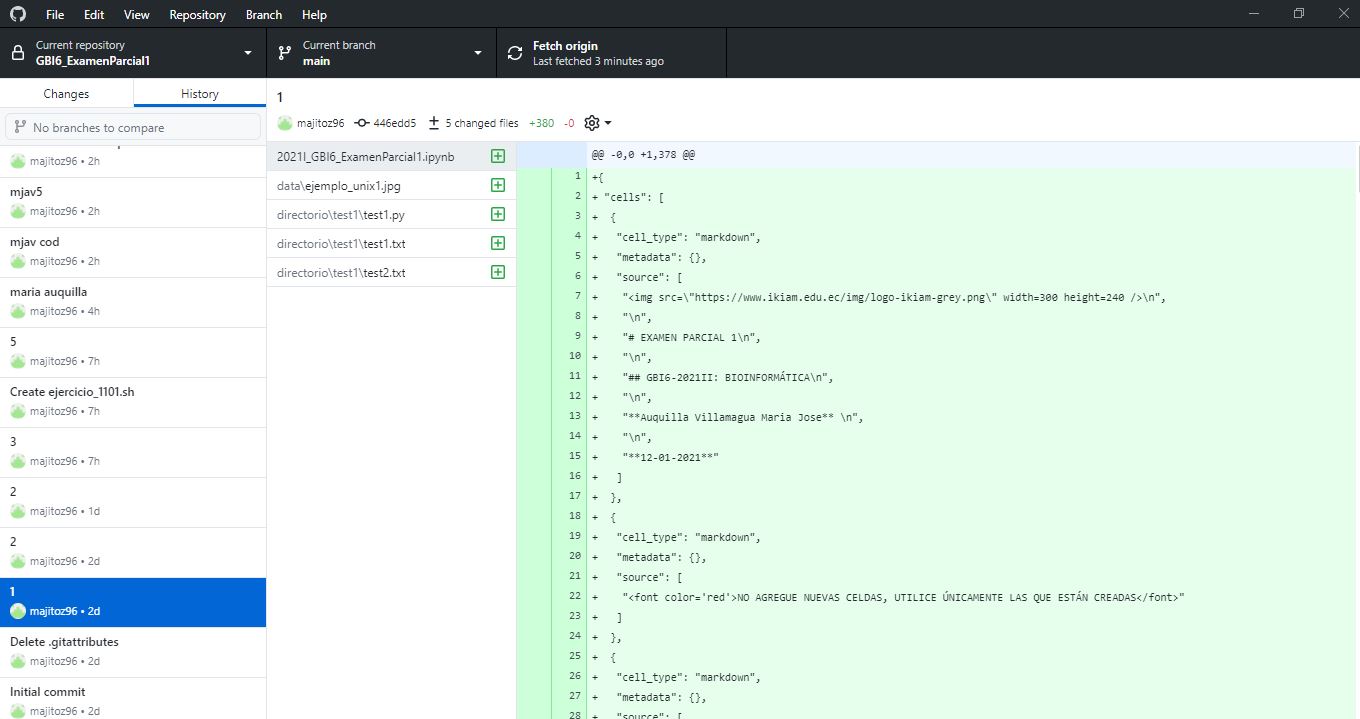 File Edit View Repository Branch Help
Current repository
GBI6_ExamenParcial1
Current branch
main
Fetch origin
Last fetched 3 minutes ago
Changes
History
No branches to compare
majitoz96 • 2h
mjav5
majitoz96 • 2h
mjav cod
majitoz96 • 2h
maria auquilla
majitoz96 • 4h
5
majitoz96 • 7h
Create ejercicio_1101.sh
majitoz96 • 7h
3
majitoz96 • 7h
2
majitoz96 • 1d
2
majitoz96 • 2d
1
majitoz96 • 2d
Delete .gitattributes
majitoz96 • 2d
Initial commit
majitoz96 • 2d
1
majitoz96 446edd5 5 changed files +380 -0
2021I_GBI6_ExamenParcial1.ipynb
data\ejemplo_unix1.jpg
directorio\test1\test1.py
directorio\test1\test1.txt
directorio\test1\test2.txt
@@ -0,0 +1,378 @@
1 +{
2 + "cells": [
3 +  {
4 +   "cell_type": "markdown",
5 +   "metadata": {},
6 +   "source": [
7 +    "<img src=\"https://www.ikiam.edu.ec/img/logo-ikiam-grey.png\" width=300 height=240 />\n",
8 +    "\n",
9 +    "# EXAMEN PARCIAL 1\n",
10 +    "\n",
11 +    "## GBI6-2021II: BIOINFORMÁTICA\n",
12 +    "\n",
13 +    "**Auquilla Villamagua Maria Jose** \n",
14 +    "\n",
15 +    "**12-01-2021**"
16 +   ]
17 +  },
18 +  {
19 +   "cell_type": "markdown",
20 +   "metadata": {},
21 +   "source": [
22 +    "<font color='red'>NO AGREGUE NUEVAS CELDAS, UTILICE ÚNICAMENTE LAS QUE ESTÁN CREADAS</font>"
23 +   ]
24 +  },
25 +  {
26 +   "cell_type": "markdown",
27 +   "metadata": {},
28 +   "source": [